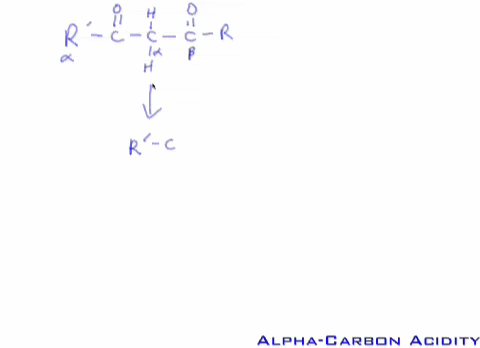 O H O
R′ – C – C – C – R
α α β
H
R′ – C
Alpha-Carbon Acidity